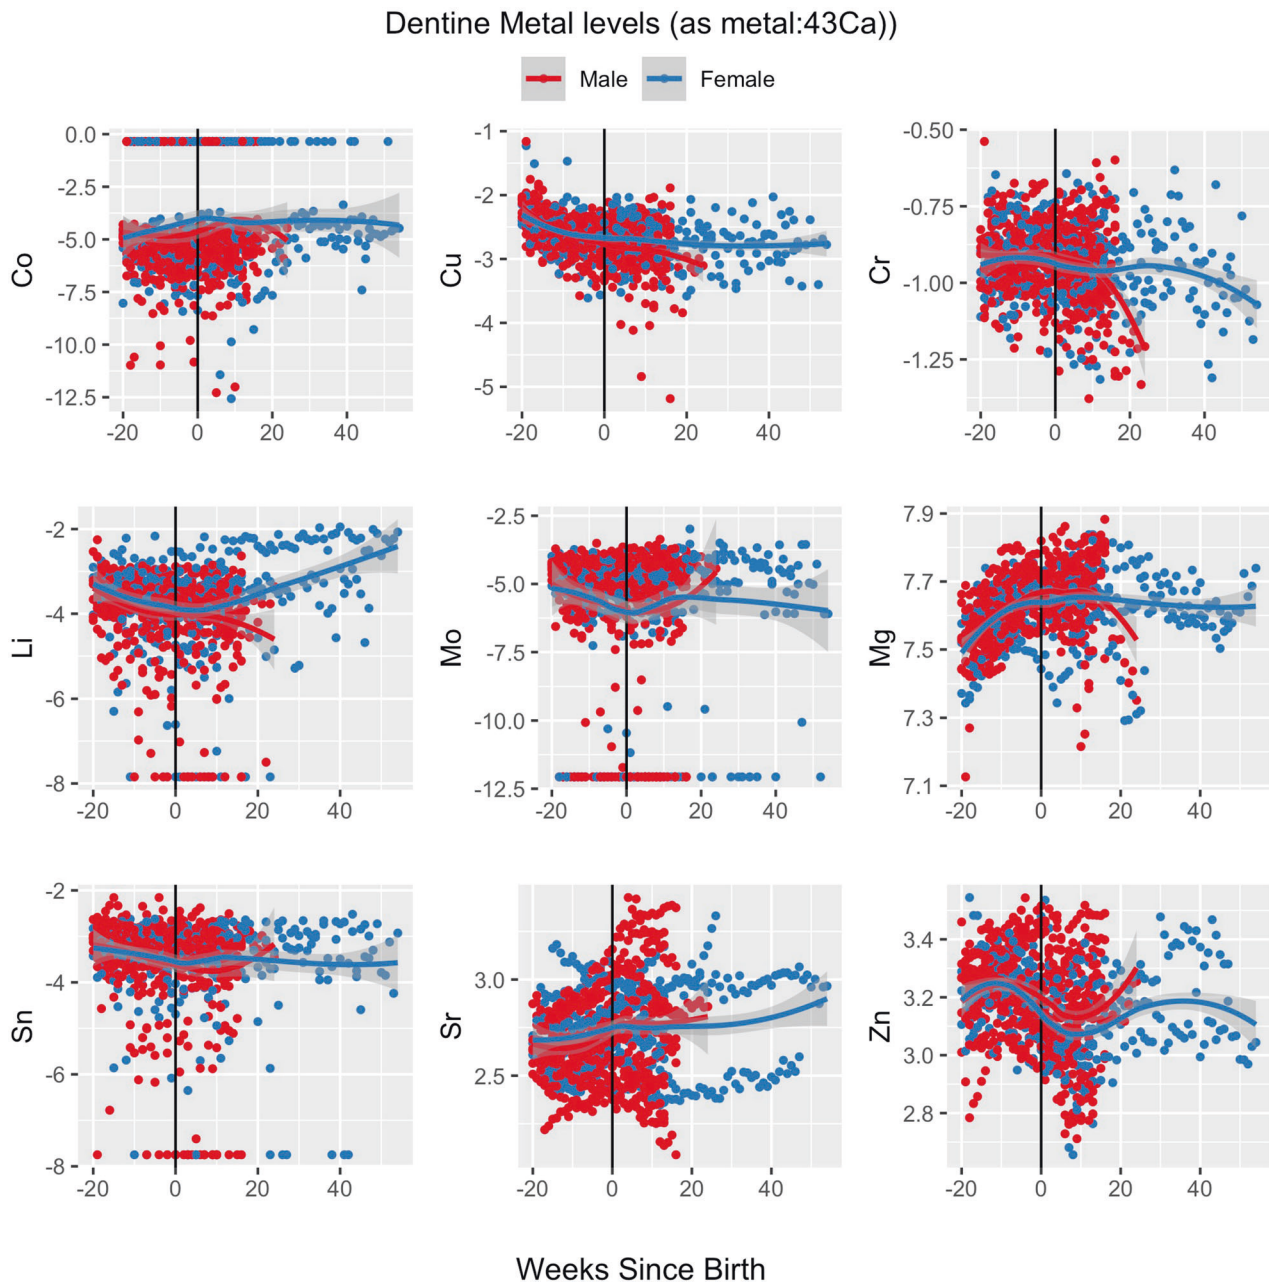 Dentine Metal levels (as metal:43Ca))
Male Female
Co
0.0
-2.5
-5.0
-7.5
-10.0
-12.5
-20 0 20 40
Cu
-1
-2
-3
-4
-5
-20 0 20 40
Cr
-0.50
-0.75
-1.00
-1.25
-20 0 20 40
Li
-2
-4
-6
-8
-20 0 20 40
Mo
-2.5
-5.0
-7.5
-10.0
-12.5
-20 0 20 40
Mg
7.9
7.7
7.5
7.3
7.1
-20 0 20 40
Sn
-2
-4
-6
-8
-20 0 20 40
Sr
3.0
2.5
-20 0 20 40
Zn
3.4
3.2
3.0
2.8
-20 0 20 40
Weeks Since Birth